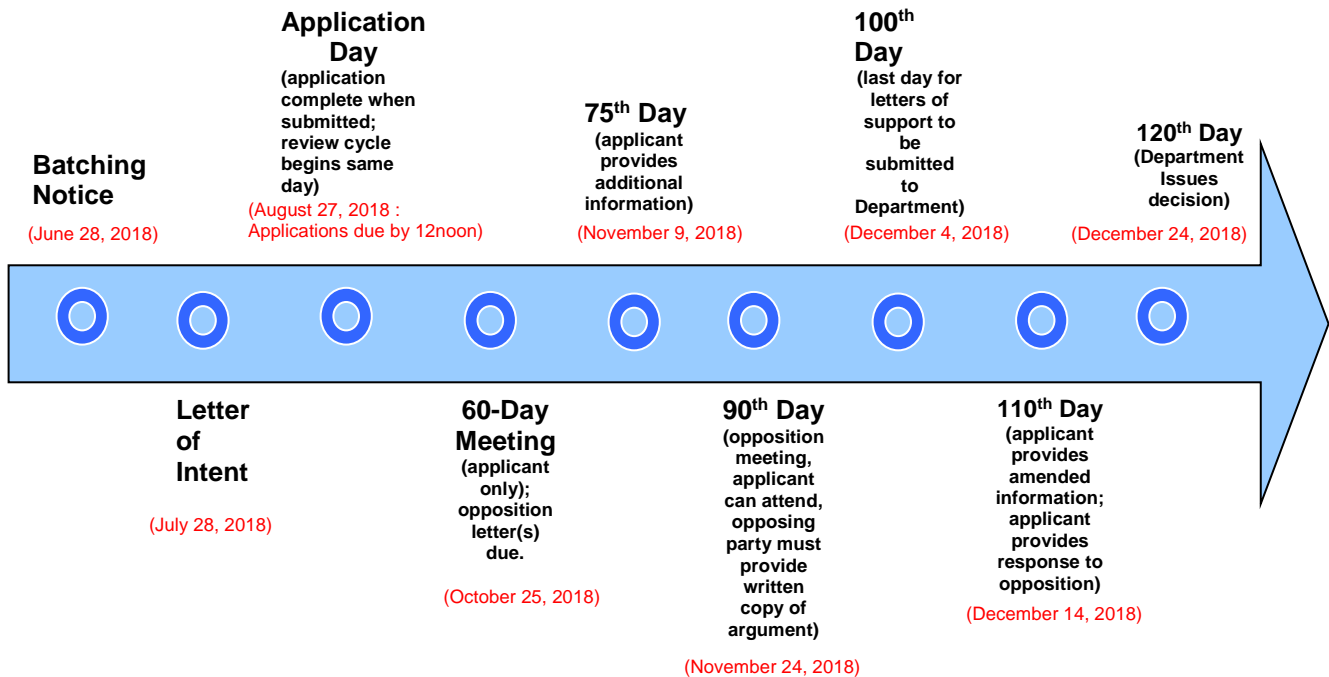 Batching
Notice
(June 28, 2018)
Letter
of
Intent
(July 28, 2018)
Application
Day
(application
complete when
submitted;
review cycle
begins same
day)
(August 27, 2018 :
Applications due by 12noon)
60-Day
Meeting
(applicant
only);
opposition
letter(s)
due.
(October 25, 2018)
75th Day
(applicant
provides
additional
information)
(November 9, 2018)
90th Day
(opposition
meeting,
applicant
can attend,
opposing
party must
provide
written
copy of
argument)
(November 24, 2018)
100th
Day
(last day for
letters of
support to
be
submitted
to
Department)
(December 4, 2018)
110th Day
(applicant
provides
amended
information;
applicant
provides
response to
opposition)
(December 14, 2018)
120th Day
(Department
Issues
decision)
(December 24, 2018)